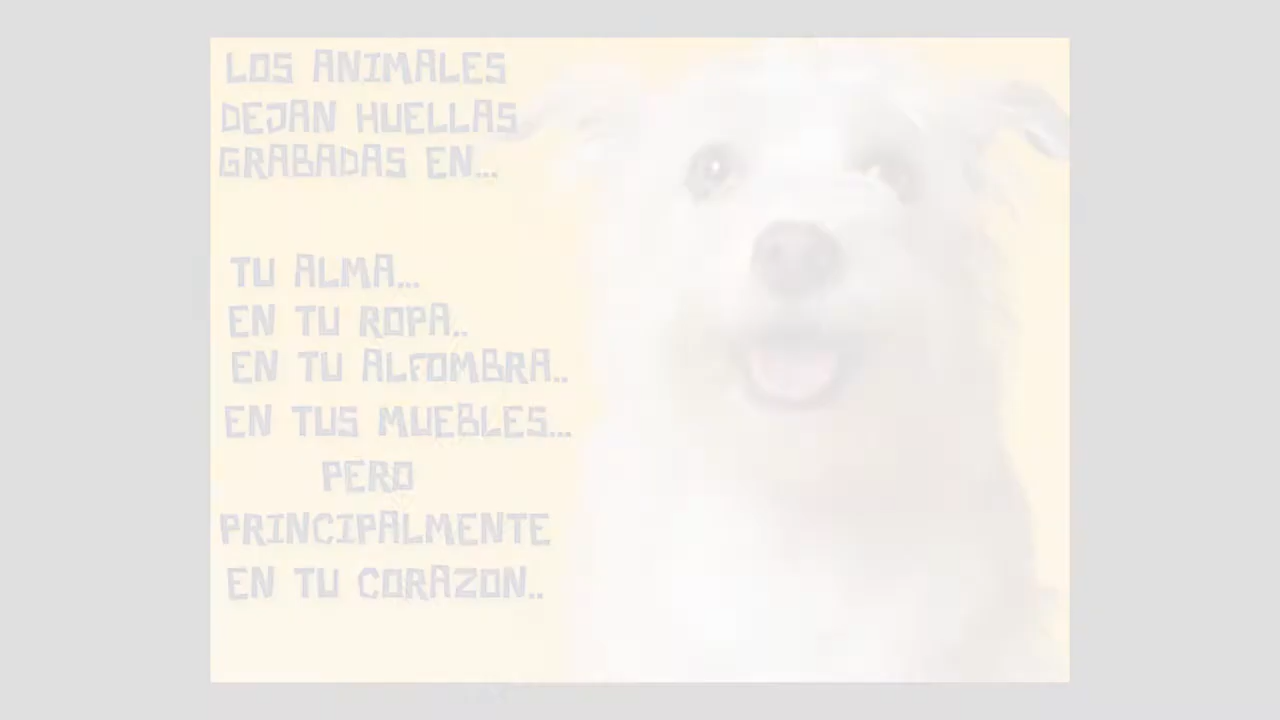 LOS ANIMALES
DEJAN HUELLAS
GRABADAS EN...
TU ALMA...
EN TU ROPA..
EN TU ALFOMBRA..
EN TUS MUEBLES...
PERO
PRINCIPALMENTE
EN TU CORAZON..